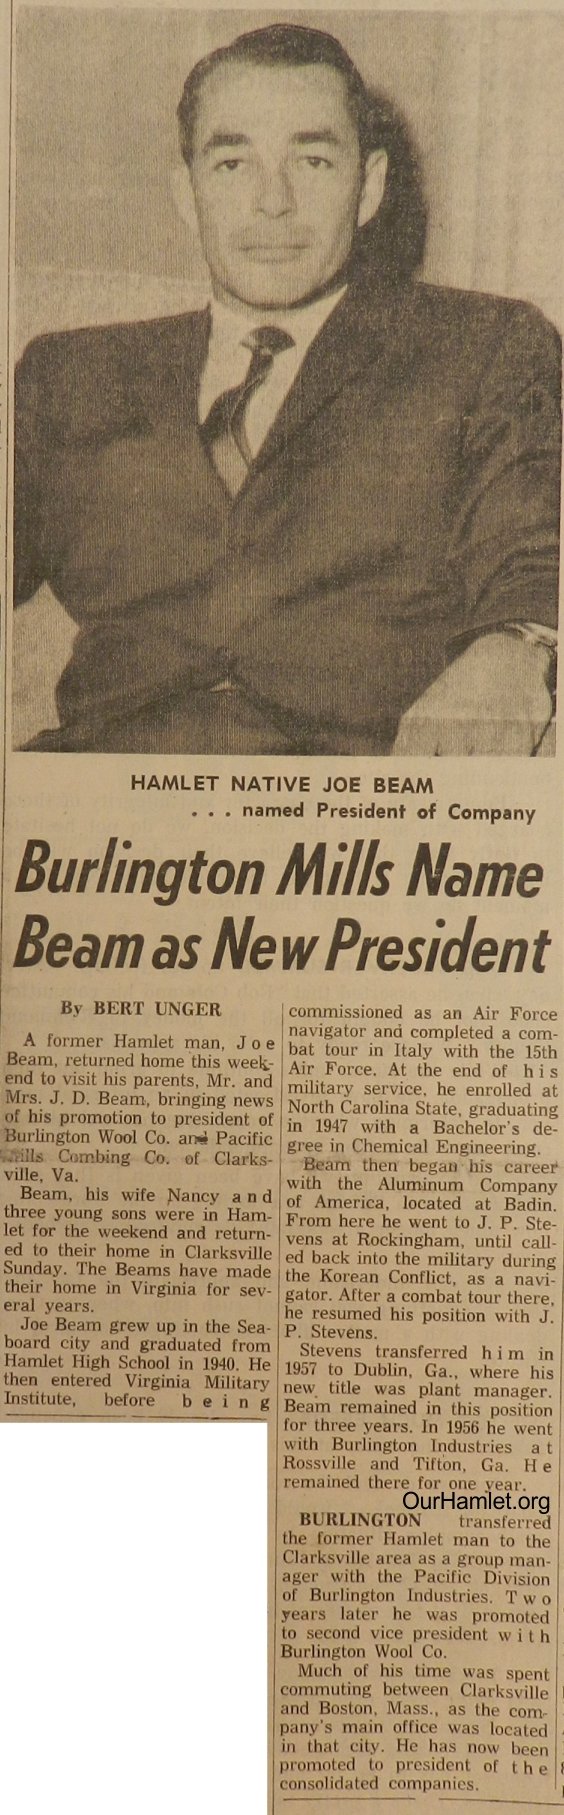 HAMLET NATIVE JOE BEAM
. . . named President of Company
Burlington Mills Name
Beam as New President
By BERT UNGER
A former Hamlet man, Joe
Beam, returned home this week-
end to visit his parents, Mr. and
Mrs. J. D. Beam, bringing news
of his promotion to president of
Burlington Wool Co. and Pacific
Mills Combing Co. of Clarks-
ville, Va.
Beam, his wife Nancy and
three young sons were in Ham-
let for the weekend and return-
ed to their home in Clarksville
Sunday. The Beams have made
their home in Virginia for sev-
eral years.
Joe Beam grew up in the Sea-
board city and graduated from
Hamlet High School in 1940. He
then entered Virginia Military
Institute, before being
commissioned as an Air Force
navigator and completed a com-
bat tour in Italy with the 15th
Air Force. At the end of his
military service, he enrolled at
North Carolina State, graduating
in 1947 with a Bachelor's de-
gree in Chemical Engineering.
Beam then began his career
with the Aluminum Company
of America, located at Badin.
From here he went to J. P. Ste-
vens at Rockingham, until call-
ed back into the military during
the Korean Conflict, as a navi-
gator. After a combat tour there,
he resumed his position with J.
P. Stevens.
Stevens transferred him in
1957 to Dublin, Ga., where his
new title was plant manager.
Beam remained in this position
for three years. In 1956 he went
with Burlington Industries at
Rossville and Tifton, Ga. He
remained there for one year.
OurHamlet.org
BURLINGTON transferred
the former Hamlet man to the
Clarksville area as a group man-
ager with the Pacific Division
of Burlington Industries. Two
years later he was promoted
to second vice president with
Burlington Wool Co.
Much of his time was spent
commuting between Clarksville
and Boston, Mass., as the com-
pany's main office was located
in that city. He has now been
promoted to president of the
consolidated companies.